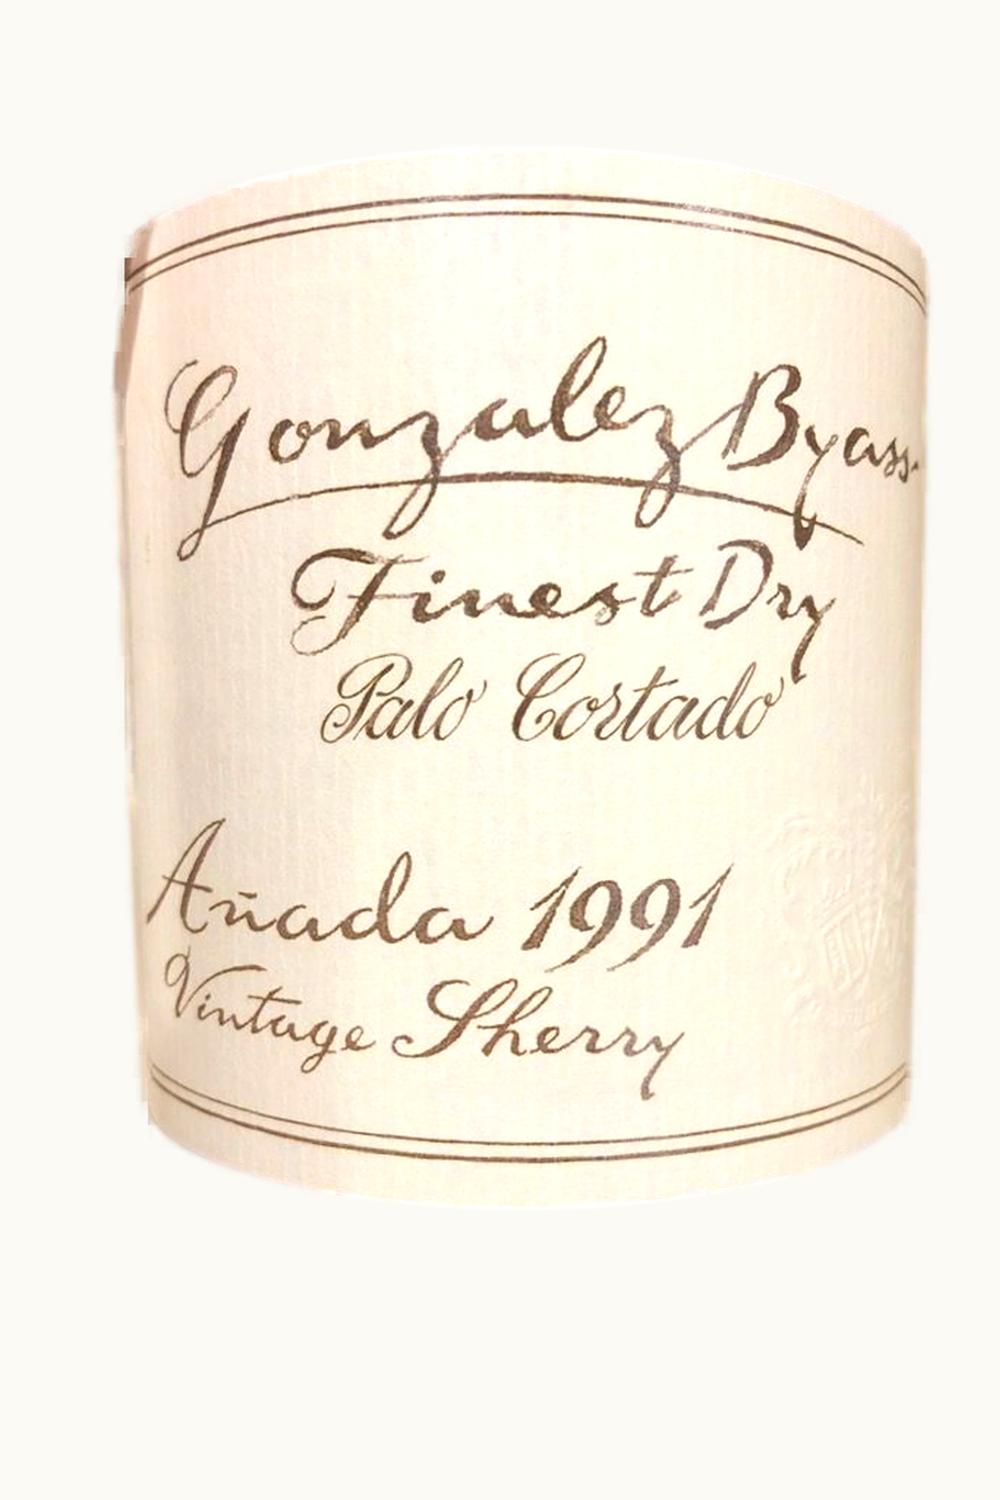 Gonzalez Byass.
Finest Dry
Palo Cortado
Añada 1991
Vintage Sherry